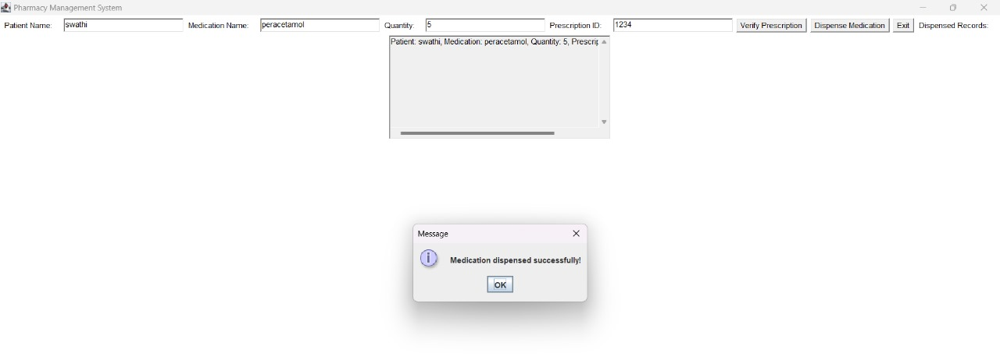 Pharmacy Management System
Patient Name: swathi Medication Name: peracetamol Quantity: 5 Prescription ID: 1234 Verify Prescription Dispense Medication Exit Dispensed Records:
Patient: swathi, Medication: peracetamol, Quantity: 5, Prescrip
Message
i
Medication dispensed successfully!
OK